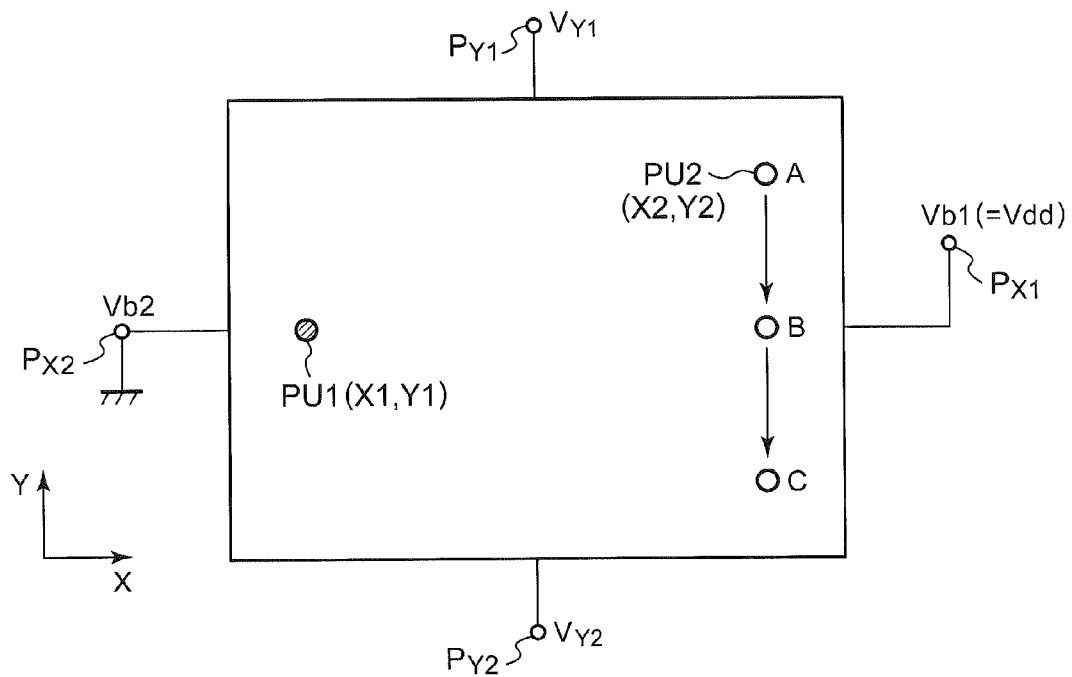 VY1
PY1
PU2
(X2,Y2)
A
Vb1(=Vdd)
PX1
Vb2
PX2
B
PU1(X1,Y1)
C
Y
X
VY2
PY2